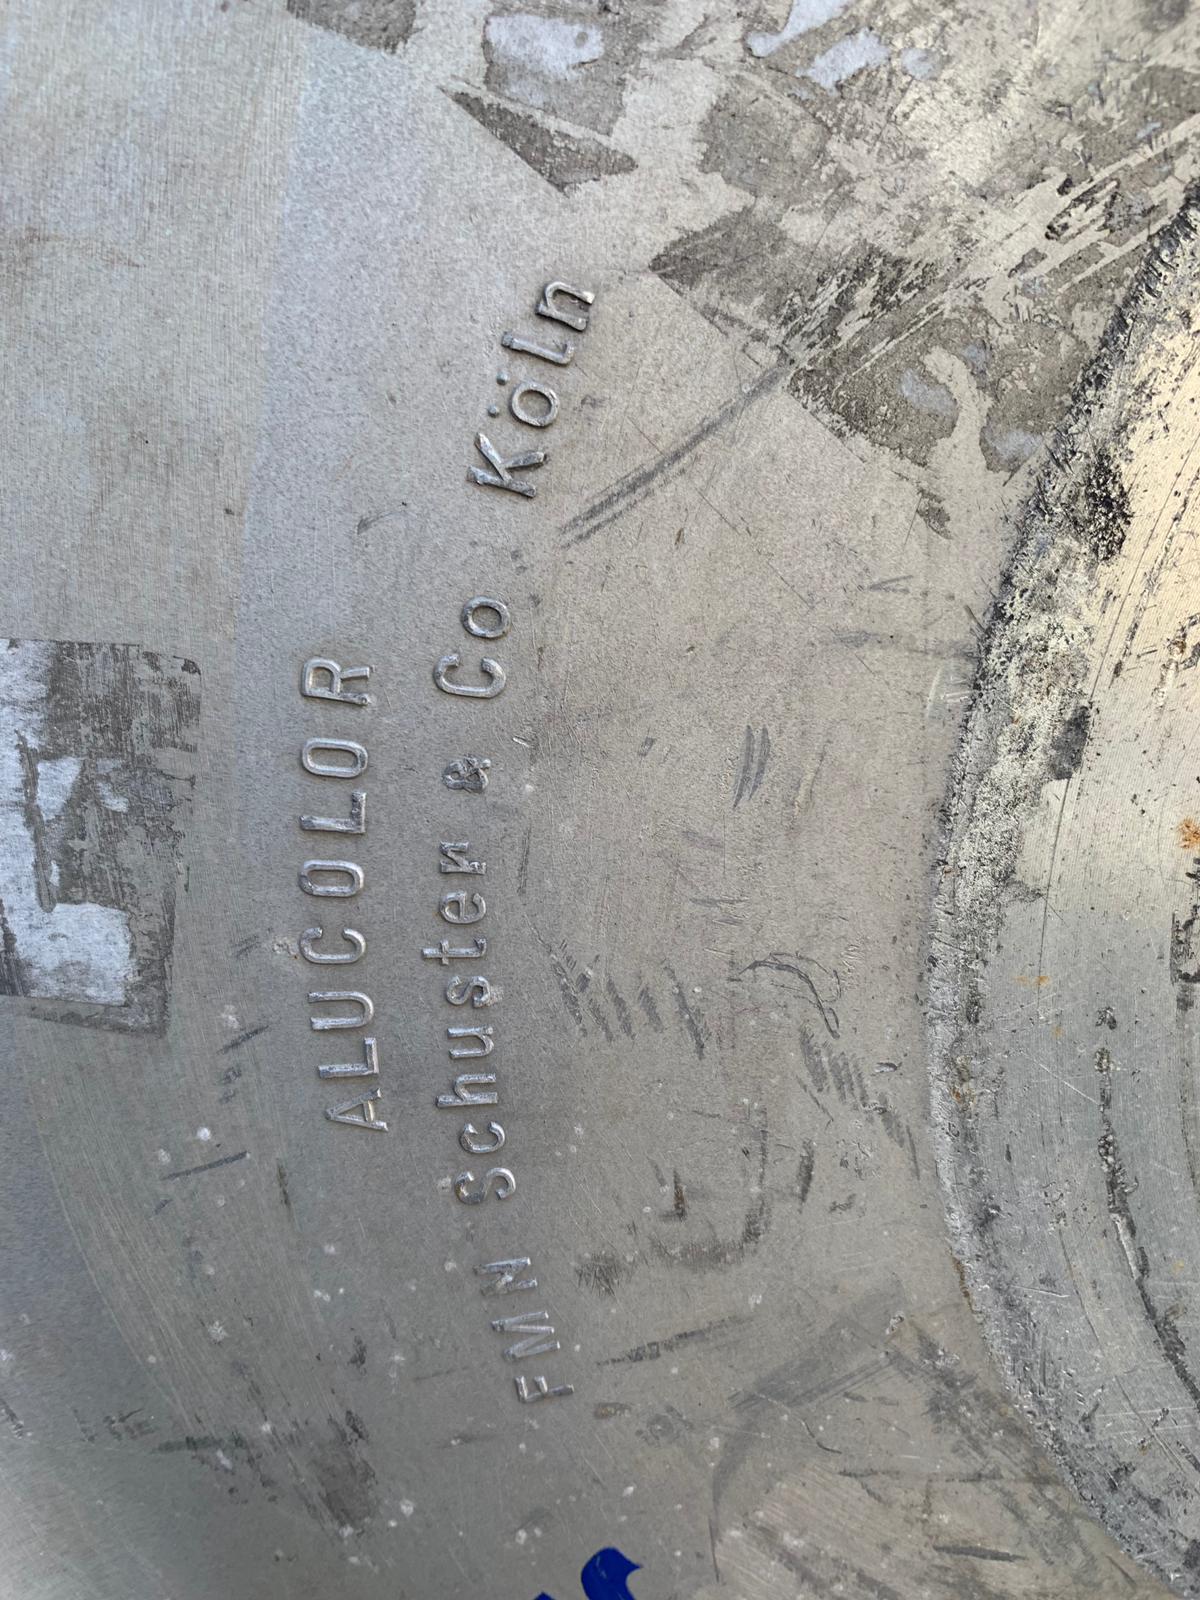 ALUCOLOR
FMN Schuster & Co Köln